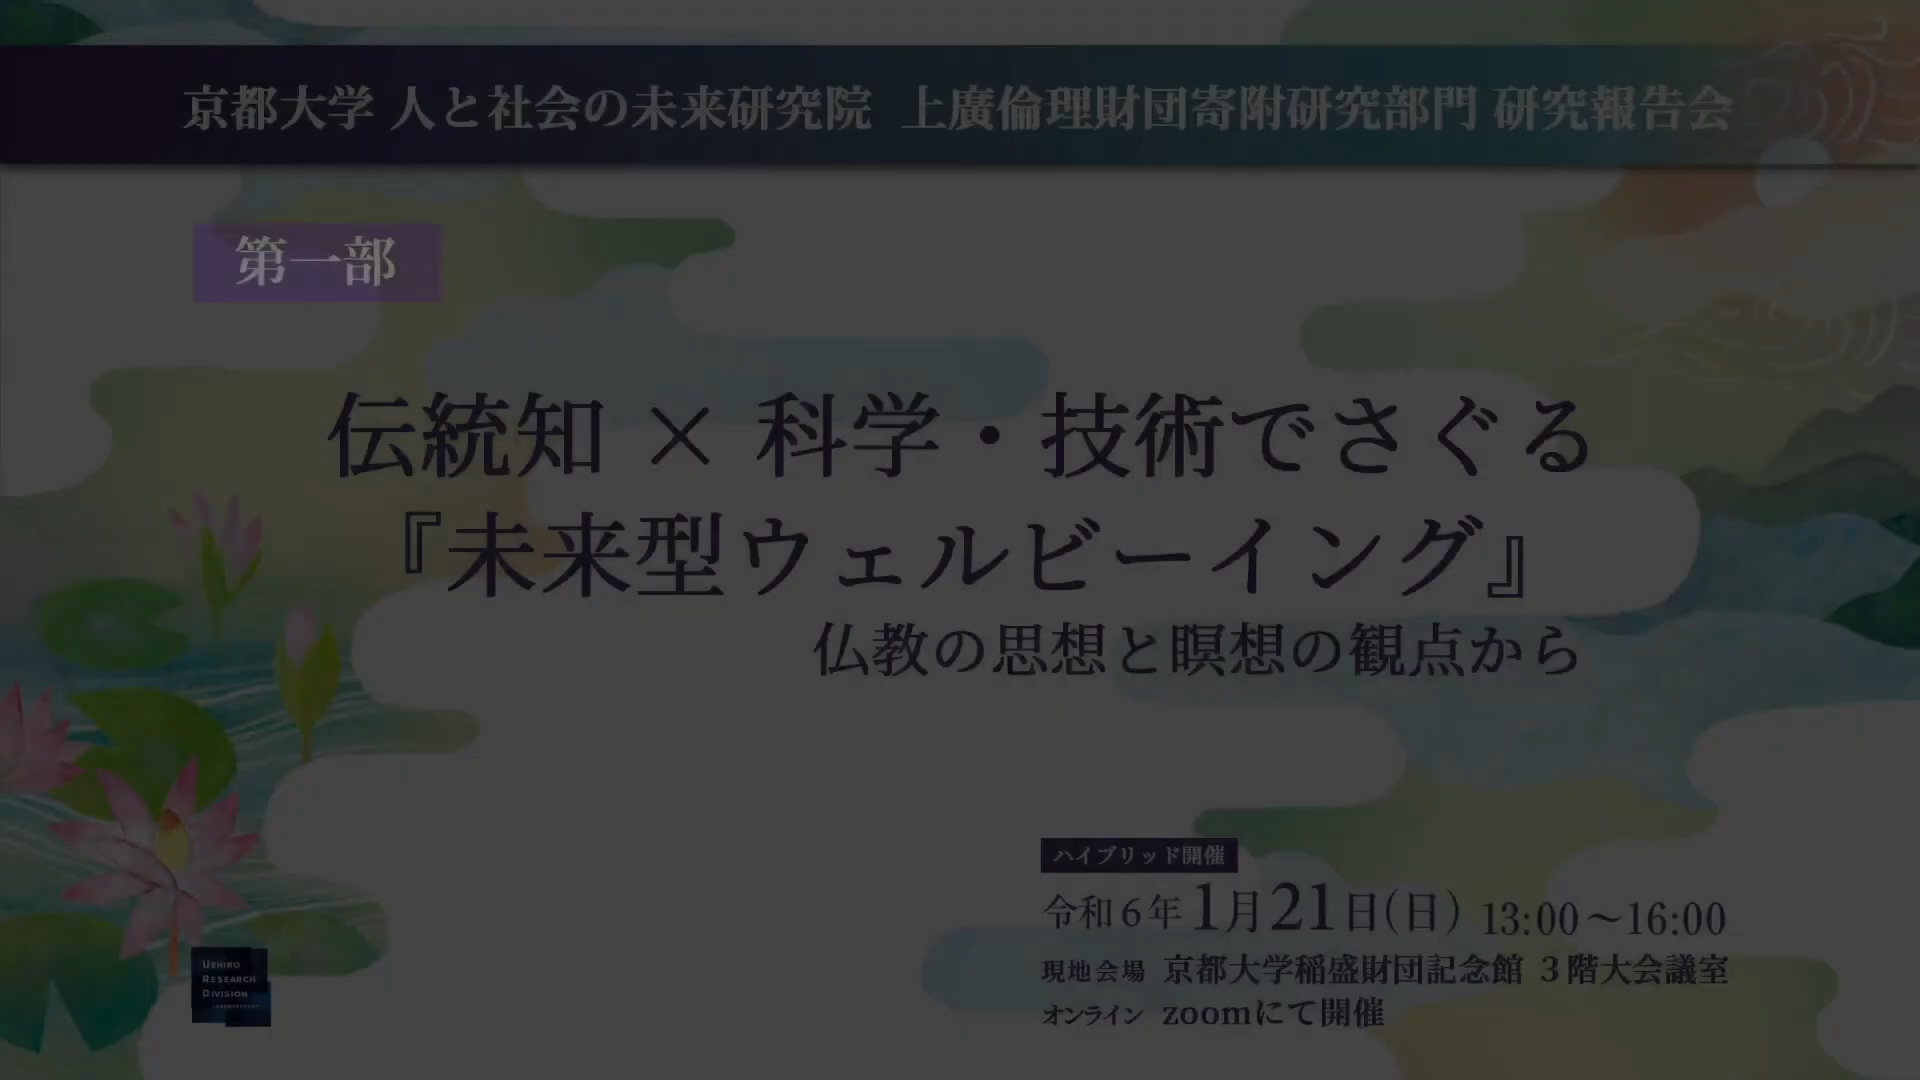 京都大学 人と社会の未来研究院 上廣倫理財団寄附研究部門 研究報告会
第一部
伝統知 × 科学・技術でさぐる
『未来型ウェルビーイング』
仏教の思想と瞑想の観点から
ハイブリッド開催
令和6年 1月21日(日) 13:00～16:00
現地会場 京都大学稲盛財団記念館 3階大会議室
オンライン zoomにて開催
UEHIRO
RESEARCH
DIVISION